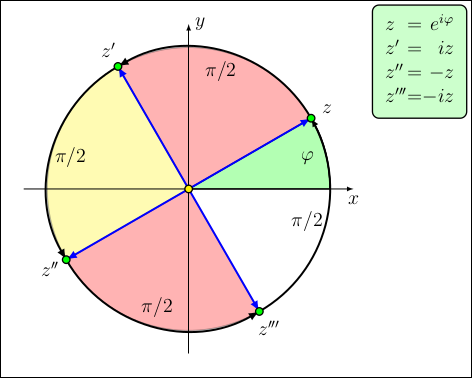 y
z'
π/2
z
z = e^{iφ}
z' = iz
z'' = -z
z''' = -iz
π/2
φ
x
π/2
z''
π/2
z'''